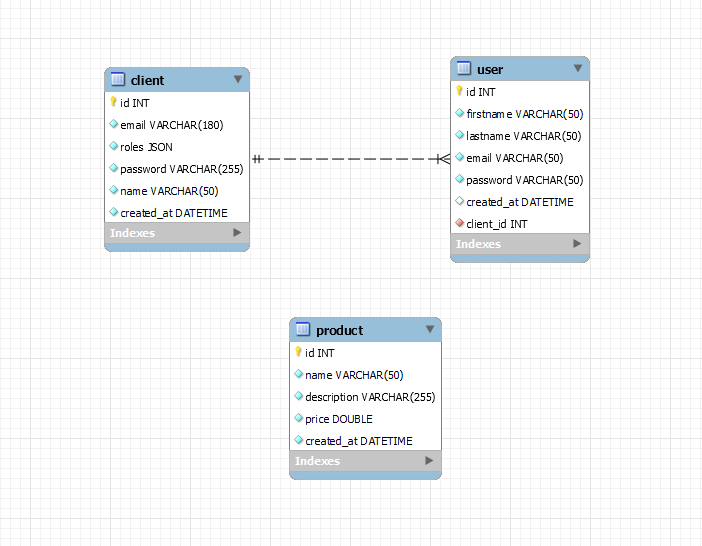 client
id INT
email VARCHAR(180)
roles JSON
password VARCHAR(255)
name VARCHAR(50)
created_at DATETIME
Indexes
user
id INT
firstname VARCHAR(50)
lastname VARCHAR(50)
email VARCHAR(50)
password VARCHAR(50)
created_at DATETIME
client_id INT
Indexes
product
id INT
name VARCHAR(50)
description VARCHAR(255)
price DOUBLE
created_at DATETIME
Indexes